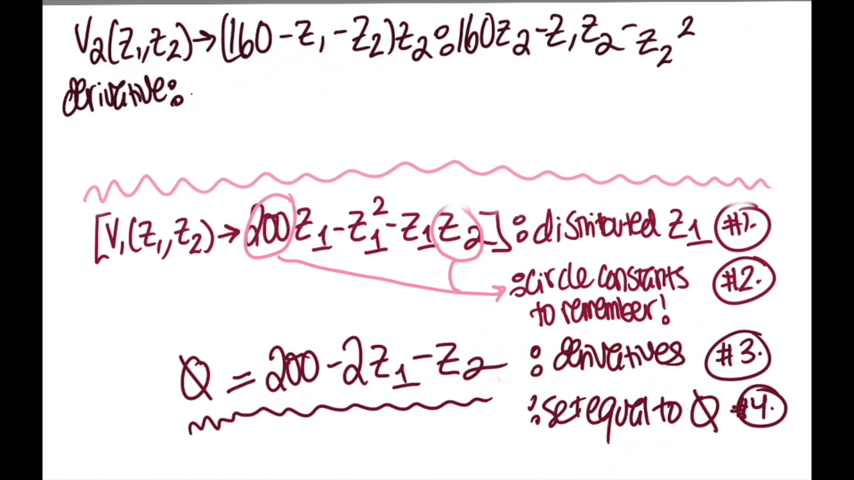 V₂(Z₁,Z₂)→(160-Z₁-Z₂)Z₂:160Z₂-Z₁Z₂-Z₂²
derivative:
[V₁(Z₁,Z₂)→200Z₁-Z₁²-Z₁Z₂]:distributed Z₁ #1.
:circle constants #2.
to remember!
0=200-2Z₁-Z₂ :derivatives #3.
:set equal to 0 #4.